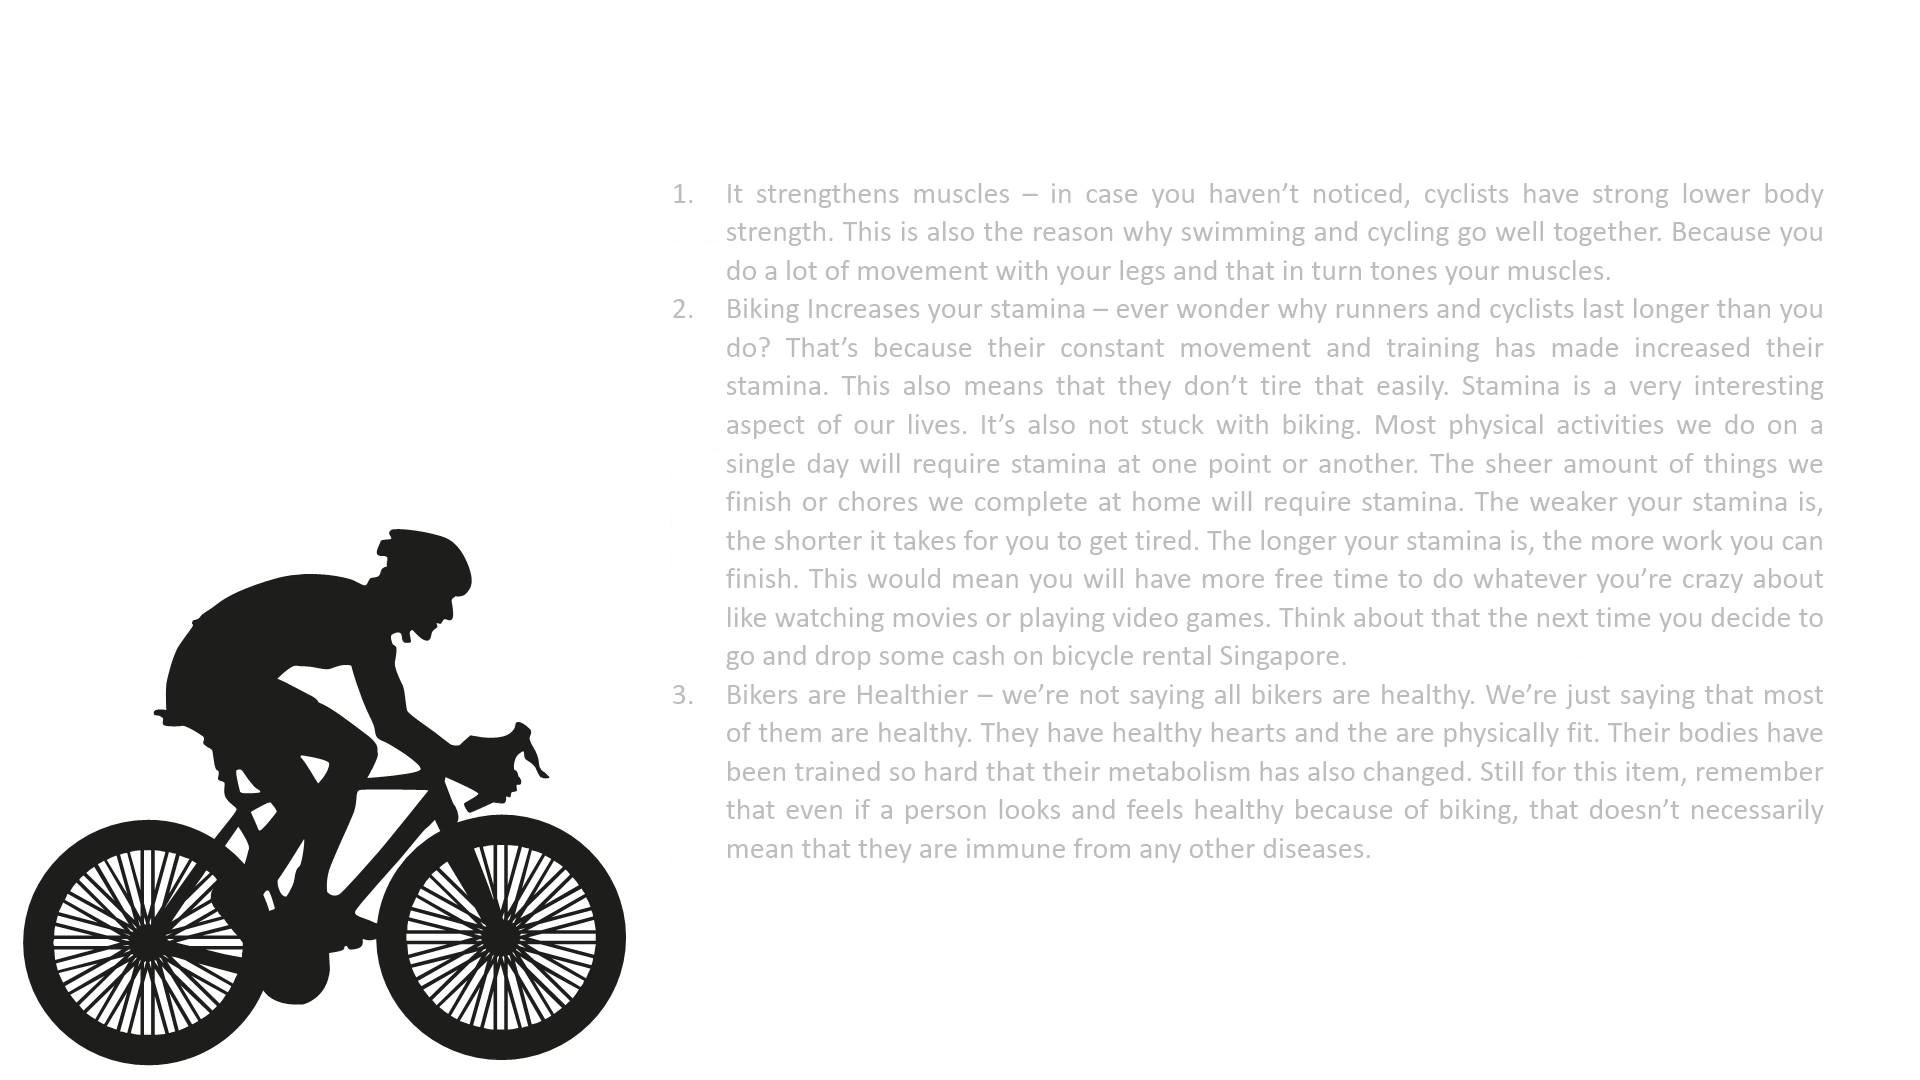 1. It strengthens muscles – in case you haven’t noticed, cyclists have strong lower body
strength. This is also the reason why swimming and cycling go well together. Because you
do a lot of movement with your legs and that in turn tones your muscles.
2. Biking Increases your stamina – ever wonder why runners and cyclists last longer than you
do? That’s because their constant movement and training has made increased their
stamina. This also means that they don’t tire that easily. Stamina is a very interesting
aspect of our lives. It’s also not stuck with biking. Most physical activities we do on a
single day will require stamina at one point or another. The sheer amount of things we
finish or chores we complete at home will require stamina. The weaker your stamina is,
the shorter it takes for you to get tired. The longer your stamina is, the more work you can
finish. This would mean you will have more free time to do whatever you’re crazy about
like watching movies or playing video games. Think about that the next time you decide to
go and drop some cash on bicycle rental Singapore.
3. Bikers are Healthier – we’re not saying all bikers are healthy. We’re just saying that most
of them are healthy. They have healthy hearts and the are physically fit. Their bodies have
been trained so hard that their metabolism has also changed. Still for this item, remember
that even if a person looks and feels healthy because of biking, that doesn’t necessarily
mean that they are immune from any other diseases.